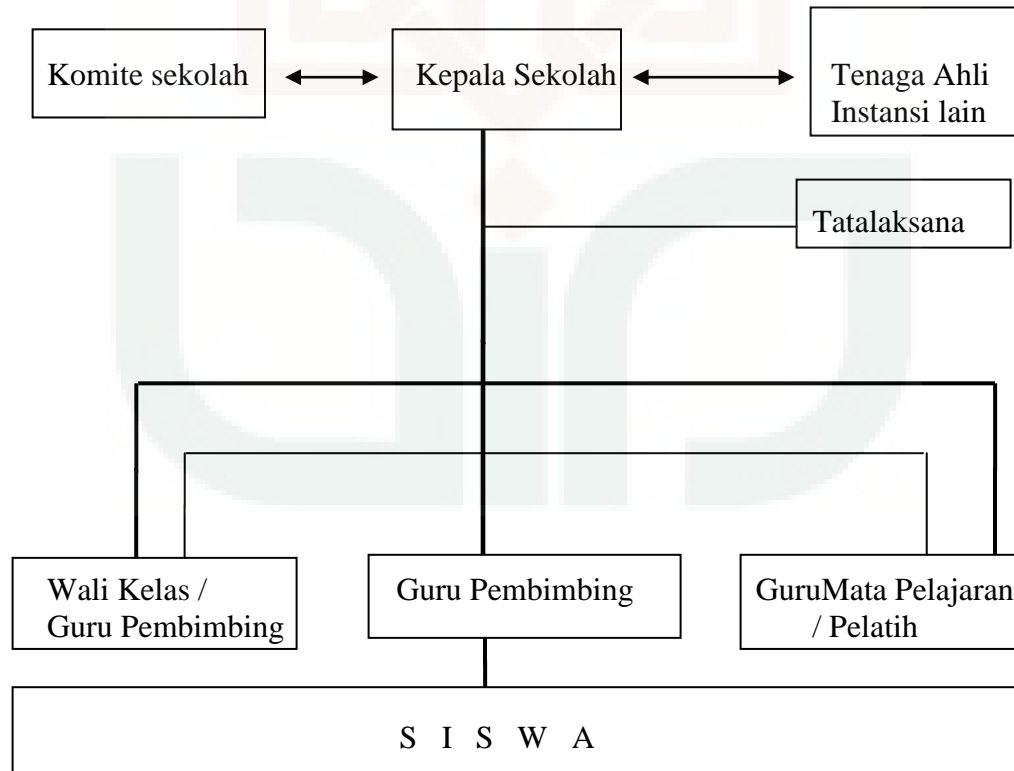 Komite sekolah
Kepala Sekolah
Tenaga Ahli
Instansi lain
Tatalaksana
Wali Kelas /
Guru Pembimbing
Guru Pembimbing
GuruMata Pelajaran
/ Pelatih
S I S W A